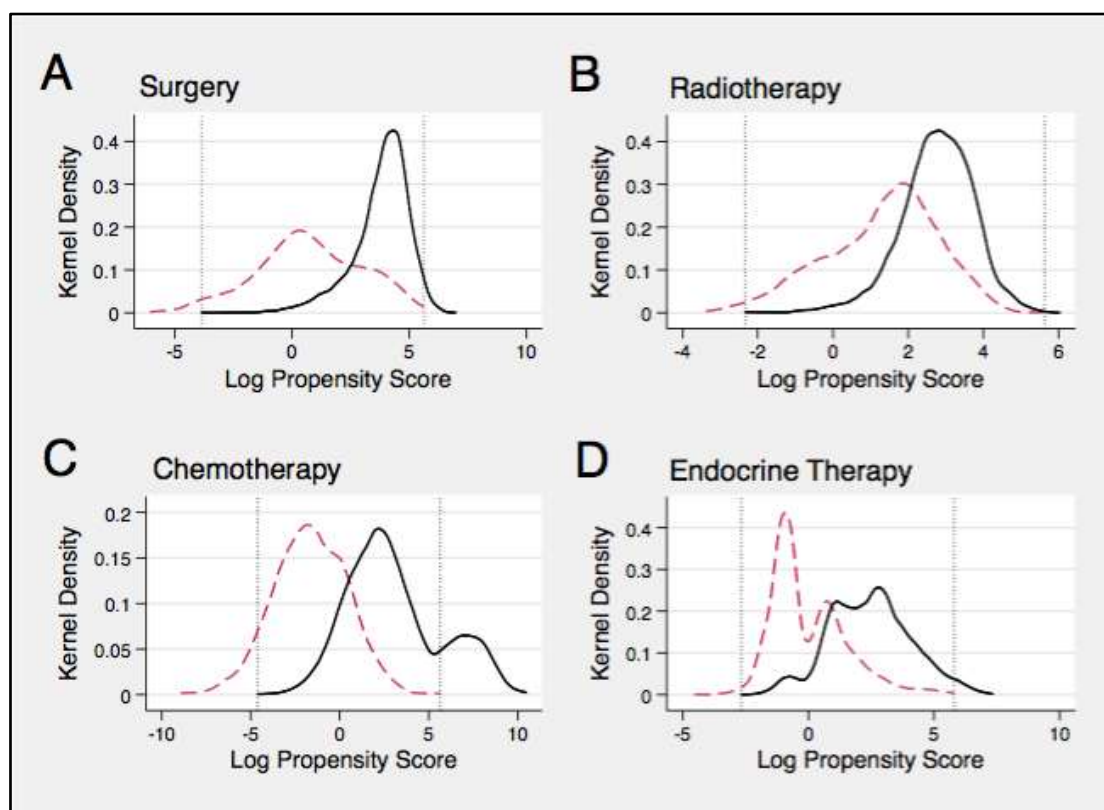 A
Surgery
0.4
0.3
0.2
0.1
0
Kernel Density
-5 0 5 10
Log Propensity Score
B
Radiotherapy
0.4
0.3
0.2
0.1
0
Kernel Density
-4 -2 0 2 4 6
Log Propensity Score
C
Chemotherapy
0.2
0.15
0.1
0.05
0
Kernel Density
-10 -5 0 5 10
Log Propensity Score
D
Endocrine Therapy
0.4
0.3
0.2
0.1
0
Kernel Density
-5 0 5 10
Log Propensity Score